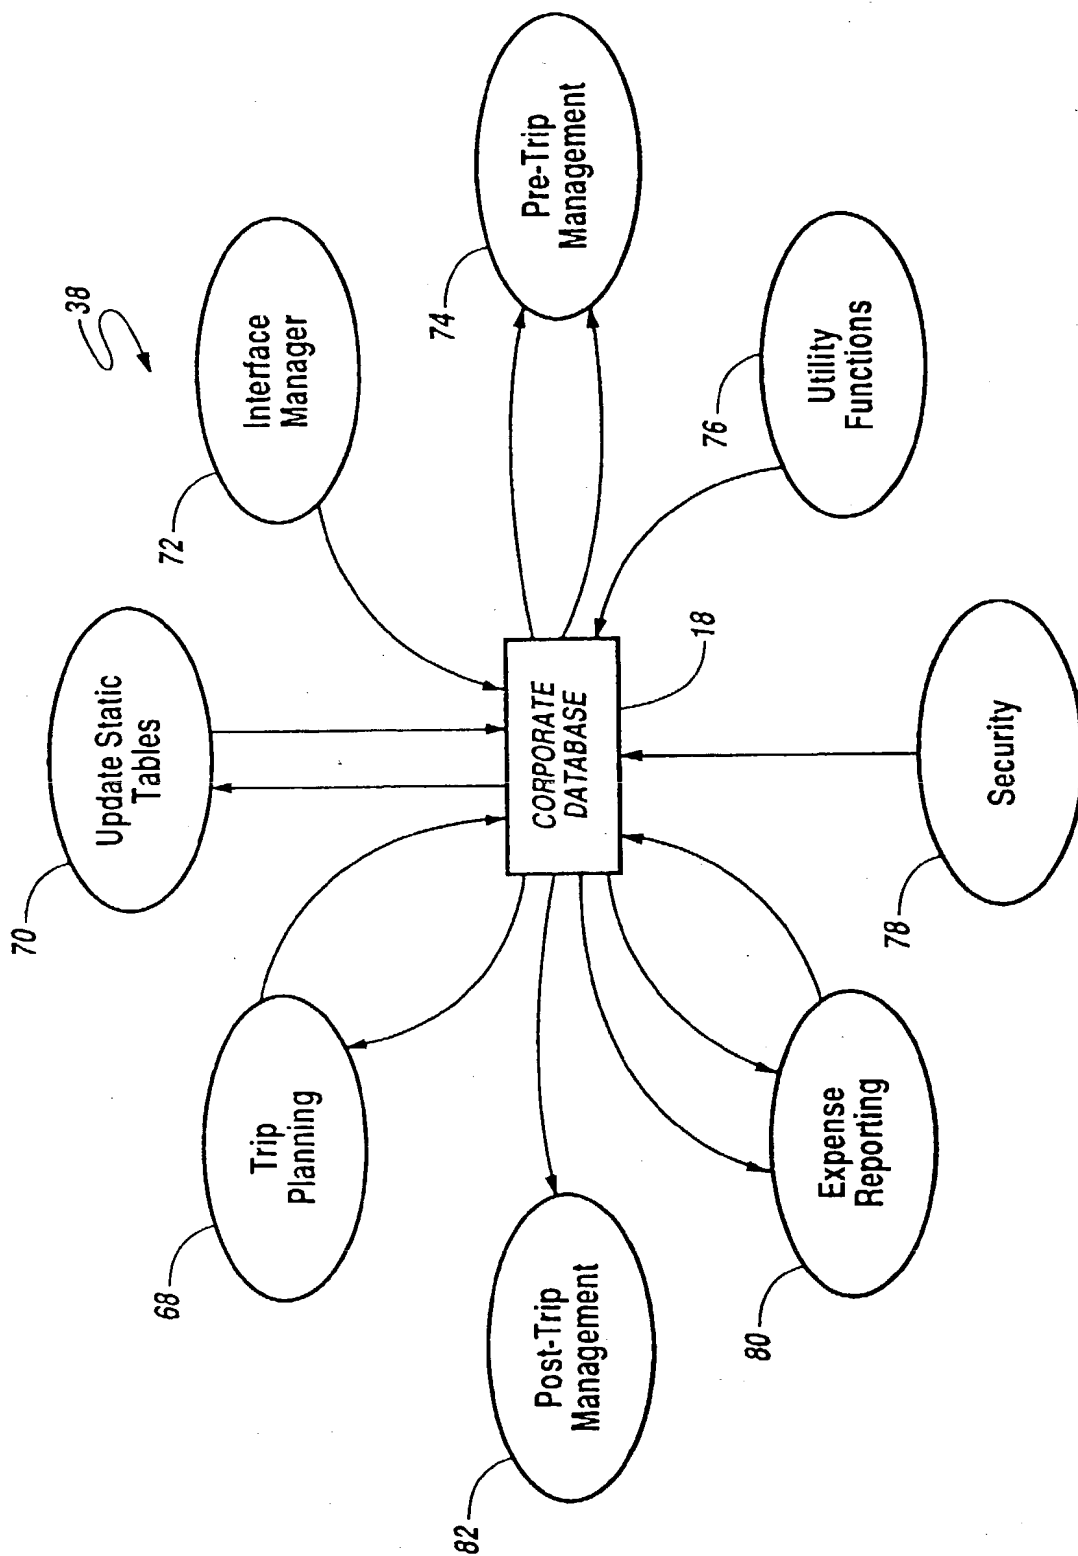 38
70
Update Static
Tables
72
Interface
Manager
68
Trip
Planning
74
Pre-Trip
Management
CORPORATE
DATABASE
18
82
Post-Trip
Management
76
Utility
Functions
80
Expense
Reporting
78
Security